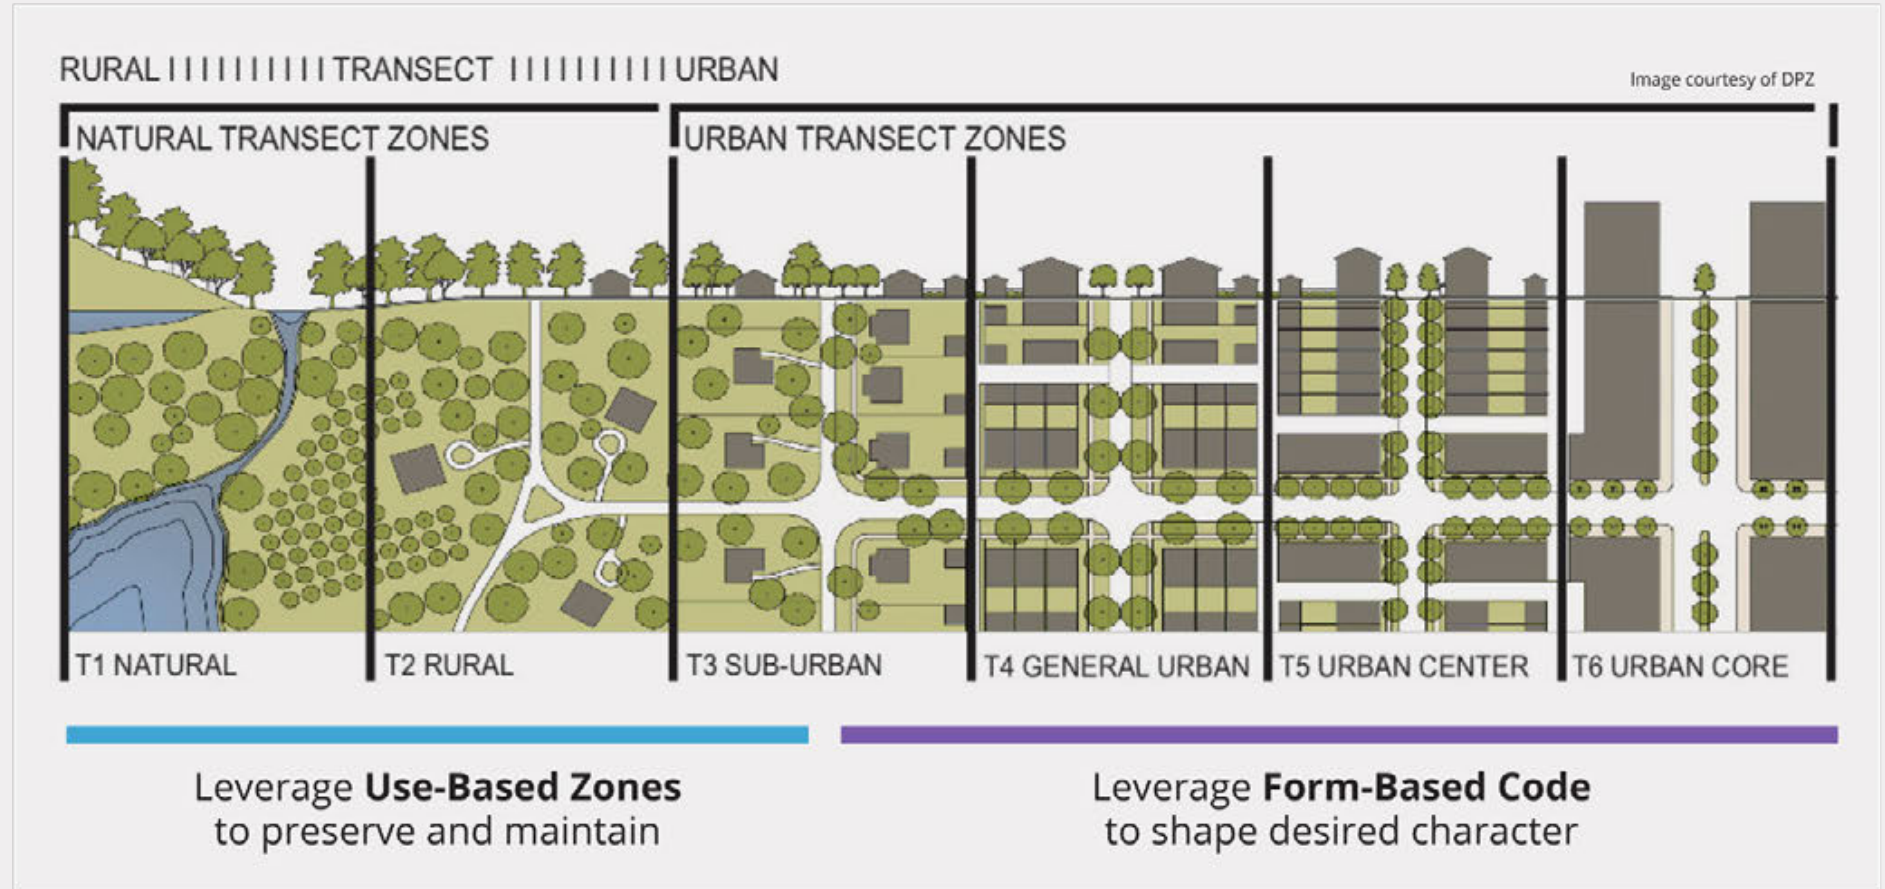 RURAL IIIIIIIIII TRANSECT IIIIIIIIII URBAN
Image courtesy of DPZ
NATURAL TRANSECT ZONES
URBAN TRANSECT ZONES
T1 NATURAL
T2 RURAL
T3 SUB-URBAN
T4 GENERAL URBAN
T5 URBAN CENTER
T6 URBAN CORE
Leverage Use-Based Zones
to preserve and maintain
Leverage Form-Based Code
to shape desired character